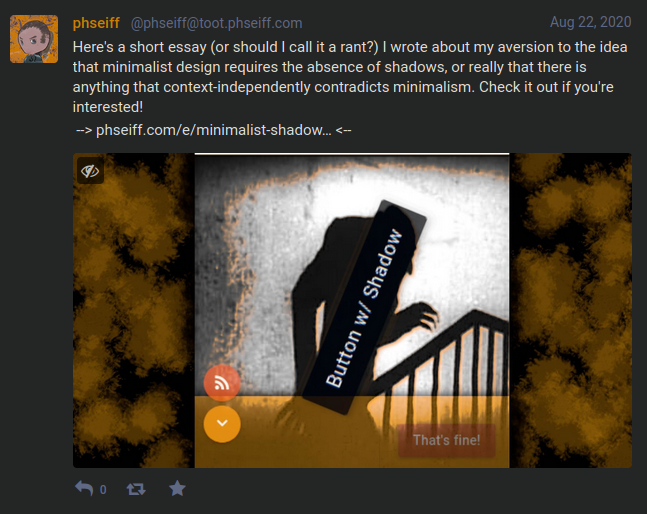 phseiff @phseiff@toot.phseiff.com Aug 22, 2020
Here's a short essay (or should I call it a rant?) I wrote about my aversion to the idea
that minimalist design requires the absence of shadows, or really that there is
anything that context-independently contradicts minimalism. Check it out if you're
interested!
--> phseiff.com/e/minimalist-shadow… <--
Button w/ Shadow
That's fine!
0